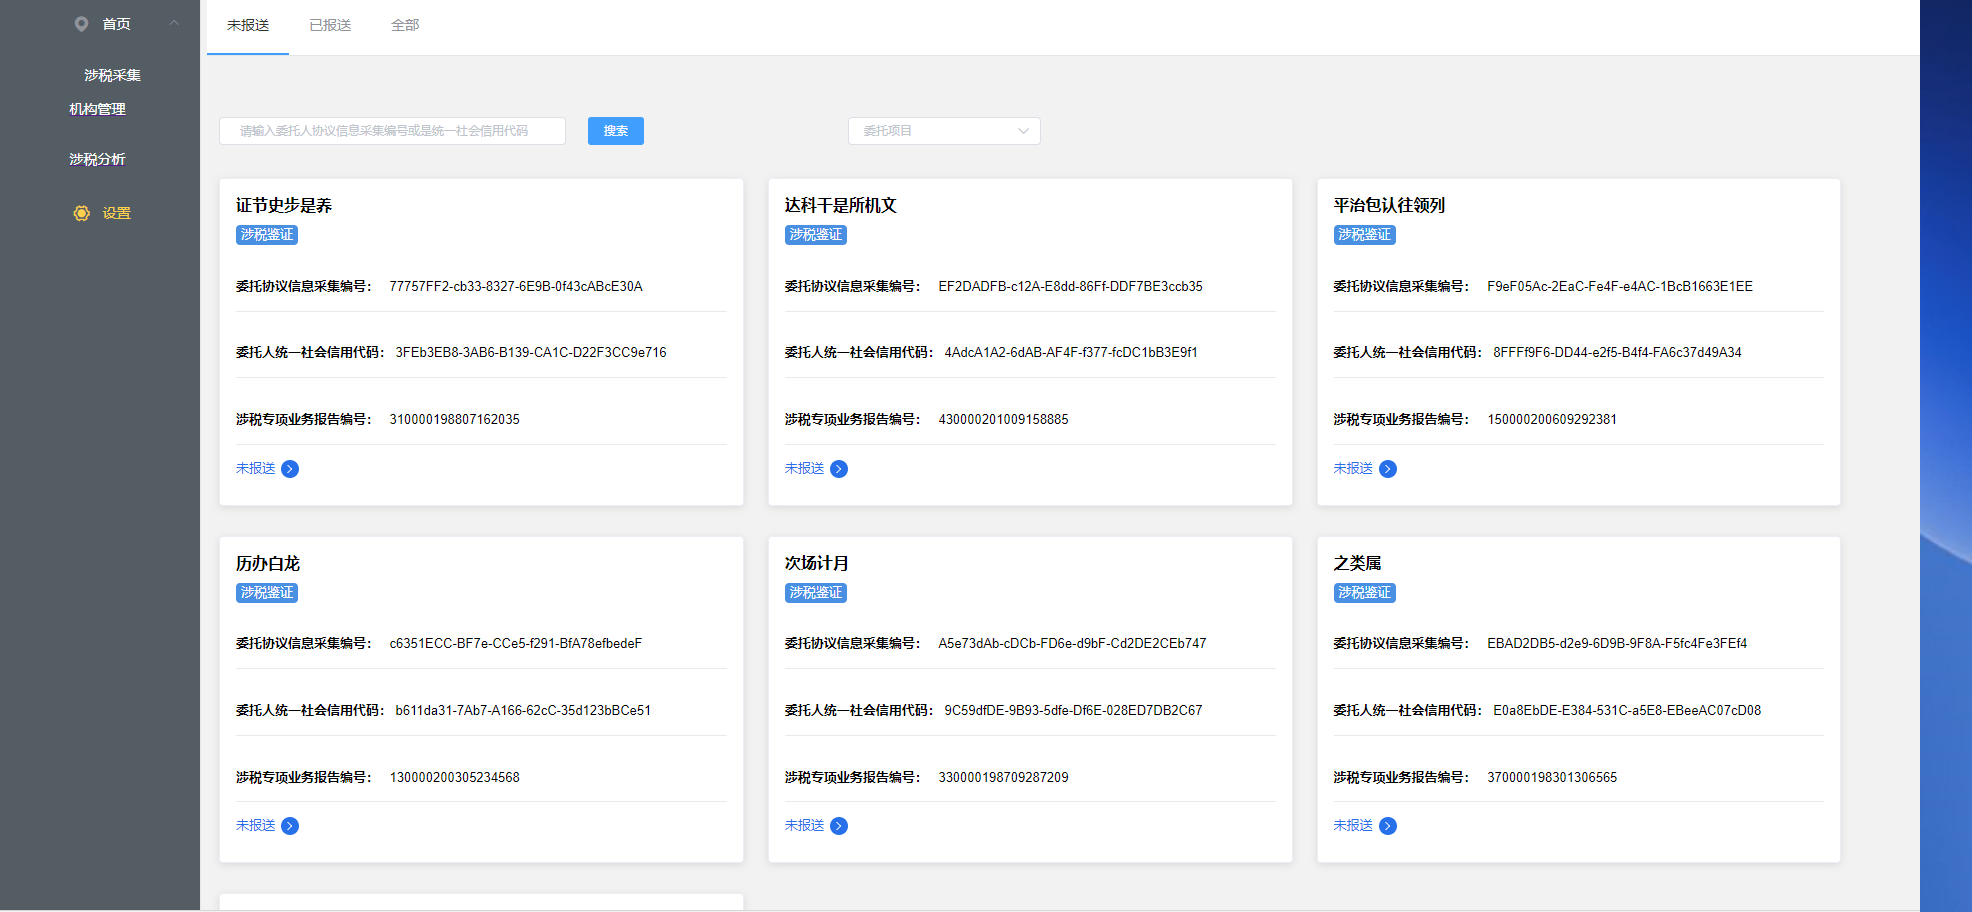 首页
涉税采集
机构管理
涉税分析
设置
未报送 已报送 全部
请输入委托人协议信息采集编号或是统一社会信用代码 搜索 委托项目
证节史步是养
涉税鉴证
委托协议信息采集编号： 77757FF2-cb33-8327-6E9B-0f43cABcE30A
委托人统一社会信用代码： 3FEb3EB8-3AB6-B139-CA1C-D22F3CC9e716
涉税专项业务报告编号： 310000198807162035
未报送
达科干是所机文
涉税鉴证
委托协议信息采集编号： EF2DADFB-c12A-E8dd-86Ff-DDF7BE3ccb35
委托人统一社会信用代码： 4AdcA1A2-6dAB-AF4F-f377-fcDC1bB3E9f1
涉税专项业务报告编号： 430000201009158885
未报送
平治包认往领列
涉税鉴证
委托协议信息采集编号： F9eF05Ac-2EaC-Fe4F-e4AC-1BcB1663E1EE
委托人统一社会信用代码： 8FFFf9F6-DD44-e2f5-B4f4-FA6c37d49A34
涉税专项业务报告编号： 150000200609292381
未报送
历办白龙
涉税鉴证
委托协议信息采集编号： c6351ECC-BF7e-CCe5-f291-BfA78efbedeF
委托人统一社会信用代码： b611da31-7Ab7-A166-62cC-35d123bBCe51
涉税专项业务报告编号： 130000200305234568
未报送
次场计月
涉税鉴证
委托协议信息采集编号： A5e73dAb-cDCb-FD6e-d9bF-Cd2DE2CEb747
委托人统一社会信用代码： 9C59dfDE-9B93-5dfe-Df6E-028ED7DB2C67
涉税专项业务报告编号： 330000198709287209
未报送
之类属
涉税鉴证
委托协议信息采集编号： EBAD2DB5-d2e9-6D9B-9F8A-F5fc4Fe3FEf4
委托人统一社会信用代码： E0a8EbDE-E384-531C-a5E8-EBeeAC07cD08
涉税专项业务报告编号： 370000198301306565
未报送